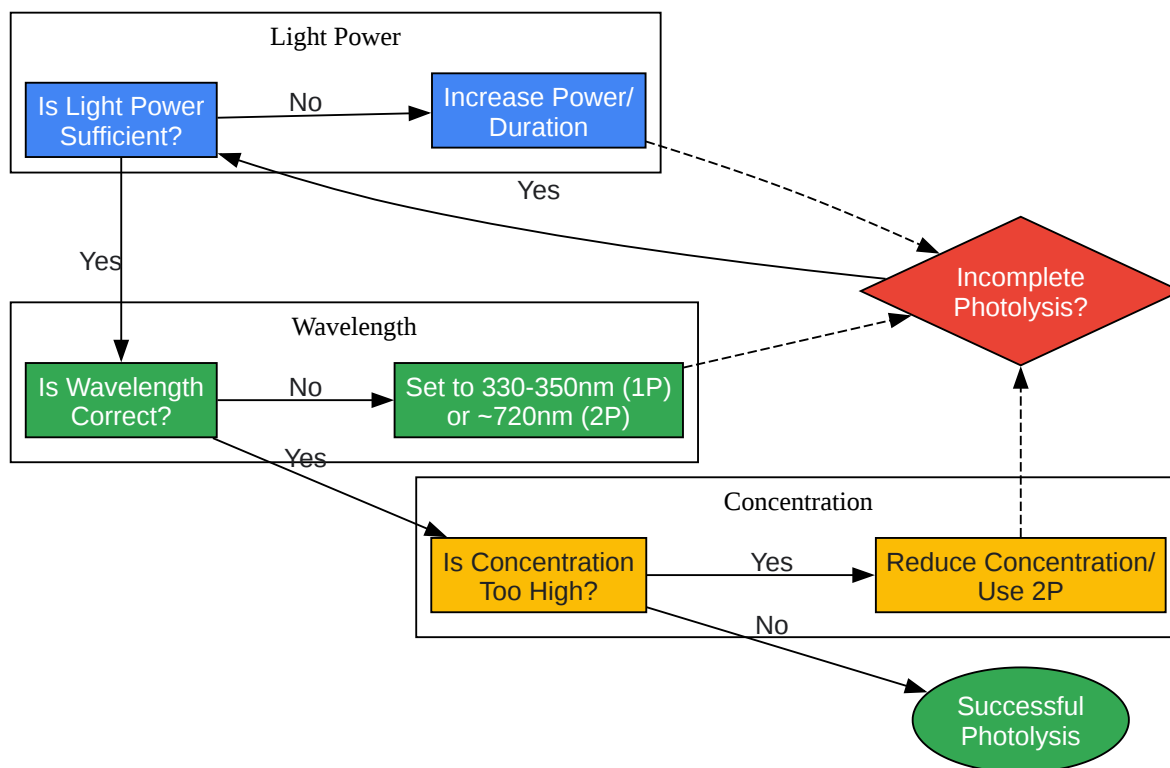 Light Power
Is Light Power
Sufficient?
No
Increase Power/
Duration
Yes
Yes
Incomplete
Photolysis?
Wavelength
Is Wavelength
Correct?
No
Set to 330-350nm (1P)
or ~720nm (2P)
Yes
Concentration
Is Concentration
Too High?
Yes
Reduce Concentration/
Use 2P
No
Successful
Photolysis